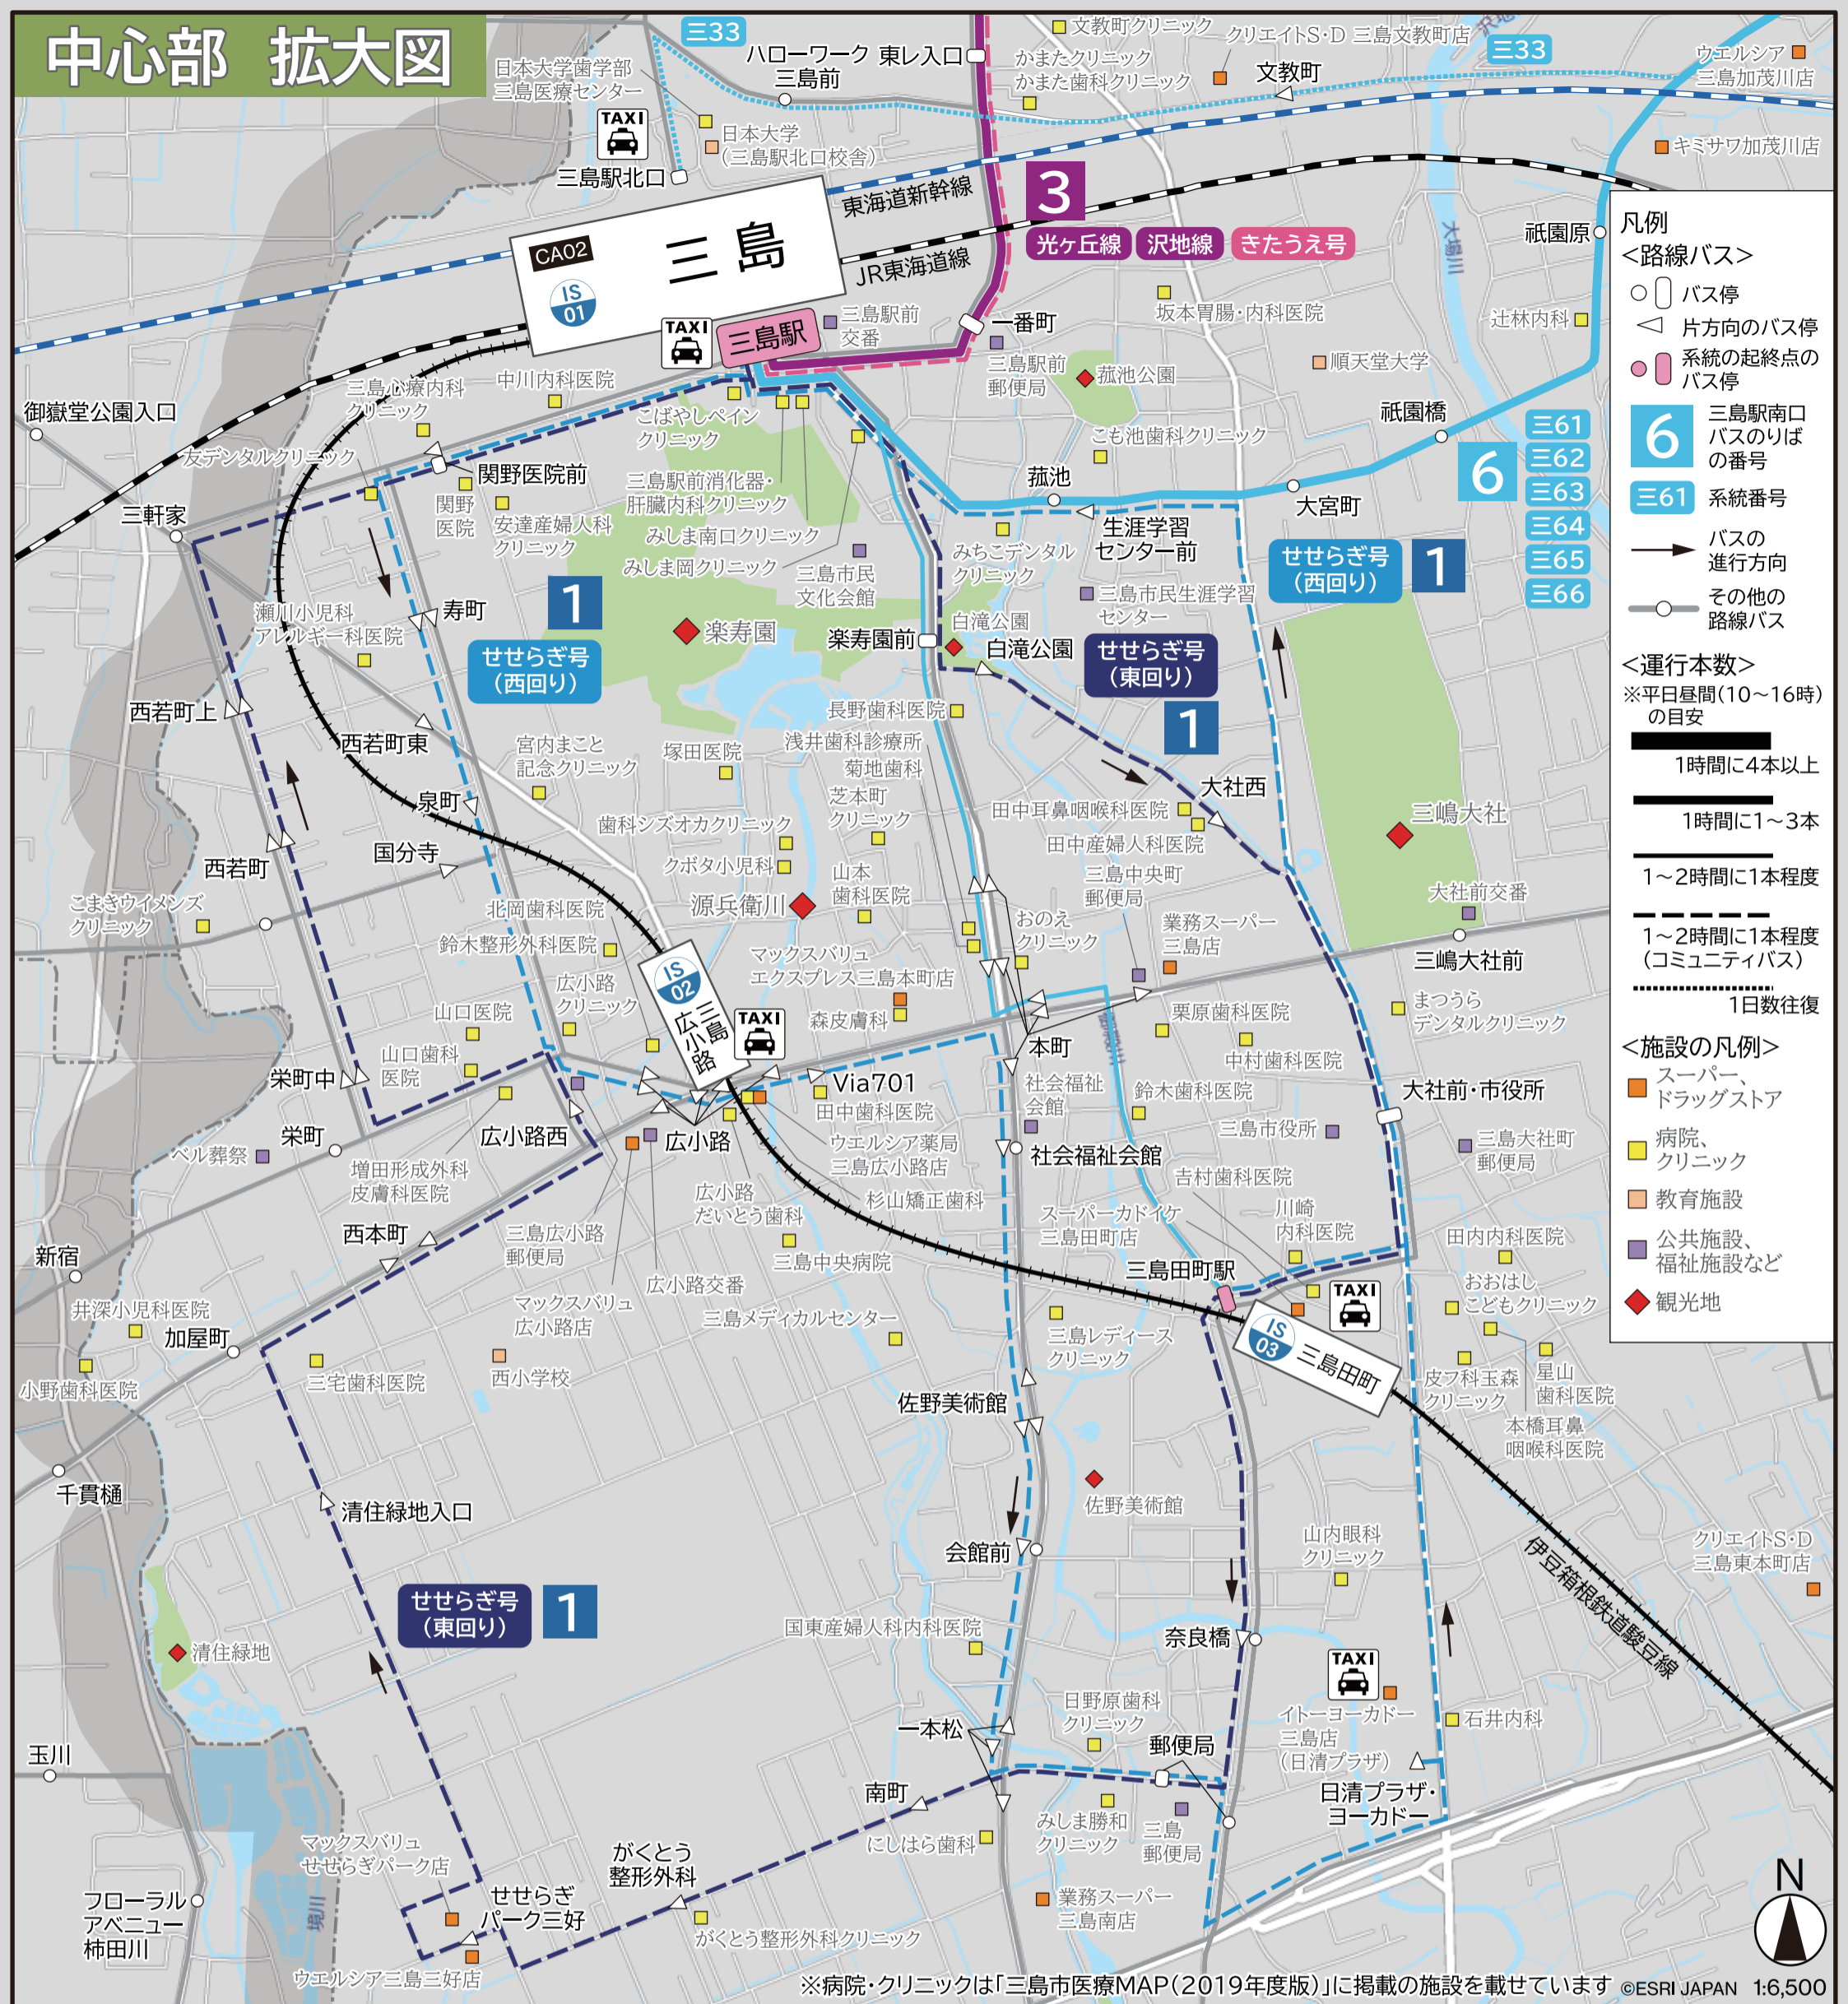 中心部 拡大図
三33
文教町クリニック
クリエイトS・D 三島文教町店
三33
ウエルシア
三島加茂川店
日本大学歯学部
三島医療センター
ハローワーク
三島前
東レ入口
かまたクリニック
かまた歯科クリニック
文教町
TAXI
日本大学
(三島駅北口校舎)
三島駅北口
キミサワ加茂川店
東海道新幹線
JR東海道線
3
光ヶ丘線
沢地線
きたうえ号
CA02
IS
01
三島
TAXI
三島駅
三島駅前
交番
一番町
三島駅前
郵便局
坂本胃腸・内科医院
菰池公園
順天堂大学
大場川
祇園原
辻林内科
祇園橋
6
三61
三62
三63
三64
三65
三66
大宮町
こも池歯科クリニック
菰池
生涯学習
センター前
みちこデンタル
クリニック
三島市民生涯学習
センター
せせらぎ号
(西回り)
1
御嶽堂公園入口
三島心療内科
クリニック
中川内科医院
こばやしペイン
クリニック
友デンタルクリニック
関野医院前
関野
医院
安達産婦人科
クリニック
三島駅前消化器・
肝臓内科クリニック
みしま南口クリニック
みしま岡クリニック
三島市民
文化会館
三軒家
瀬川小児科
アレルギー科医院
寿町
1
せせらぎ号
(西回り)
楽寿園
楽寿園前
白滝公園
白滝公園
せせらぎ号
(東回り)
1
西若町上
西若町東
宮内まこと
記念クリニック
塚田医院
長野歯科医院
浅井歯科診療所
菊地歯科
芝本町
クリニック
泉町
歯科シズオカクリニック
クボタ小児科
山本
歯科医院
国分寺
西若町
こまきウイメンズ
クリニック
北岡歯科医院
源兵衛川
鈴木整形外科医院
マックスバリュ
エクスプレス三島本町店
広小路
クリニック
大社西
田中耳鼻咽喉科医院
田中産婦人科医院
三島中央町
郵便局
おのえ
クリニック
業務スーパー
三島店
三嶋大社
大社前交番
三嶋大社前
まつうら
デンタルクリニック
IS
02
三島
広小路
TAXI
森皮膚科
山口医院
山口歯科
医院
栄町中
栄町
ベル葬祭
増田形成外科
皮膚科医院
広小路西
広小路
Via701
田中歯科医院
ウエルシア薬局
三島広小路店
杉山矯正歯科
広小路
だいとう歯科
三島中央病院
本町
栗原歯科医院
中村歯科医院
社会福祉
会館
鈴木歯科医院
三島市役所
大社前・市役所
三島大社町
郵便局
社会福祉会館
吉村歯科医院
スーパーカドイケ
三島田町店
川崎
内科医院
田内内科医院
三島田町駅
TAXI
おおはし
こどもクリニック
西本町
三島広小路
郵便局
広小路交番
マックスバリュ
広小路店
三島メディカルセンター
三島レディース
クリニック
IS
03
三島田町
皮フ科玉森
クリニック
星山
歯科医院
本橋耳鼻
咽喉科医院
新宿
井深小児科医院
加屋町
小野歯科医院
三宅歯科医院
西小学校
千貫樋
清住緑地入口
佐野美術館
佐野美術館
会館前
山内眼科
クリニック
伊豆箱根鉄道駿豆線
クリエイトS・D
三島東本町店
せせらぎ号
(東回り)
1
清住緑地
国東産婦人科内科医院
奈良橋
TAXI
イトーヨーカドー
三島店
(日清プラザ)
石井内科
日野原歯科
クリニック
一本松
郵便局
日清プラザ・
ヨーカドー
玉川
南町
みしま勝和
クリニック
三島
郵便局
にしはら歯科
マックスバリュ
せせらぎパーク店
がくとう
整形外科
せせらぎ
パーク三好
業務スーパー
三島南店
フローラル
アベニュー
柿田川
境川
ウエルシア三島三好店
がくとう整形外科クリニック
凡例
<路線バス>
バス停
片方向のバス停
系統の起終点の
バス停
6
三島駅南口
バスのりば
の番号
三61
系統番号
バスの
進行方向
その他の
路線バス
<運行本数>
※平日昼間(10～16時)
の目安
1時間に4本以上
1時間に1～3本
1～2時間に1本程度
1～2時間に1本程度
(コミュニティバス)
1日数往復
<施設の凡例>
スーパー、
ドラッグストア
病院、
クリニック
教育施設
公共施設、
福祉施設など
観光地
N
※病院・クリニックは「三島市医療MAP(2019年度版)」に掲載の施設を載せています
©ESRI JAPAN 1:6,500